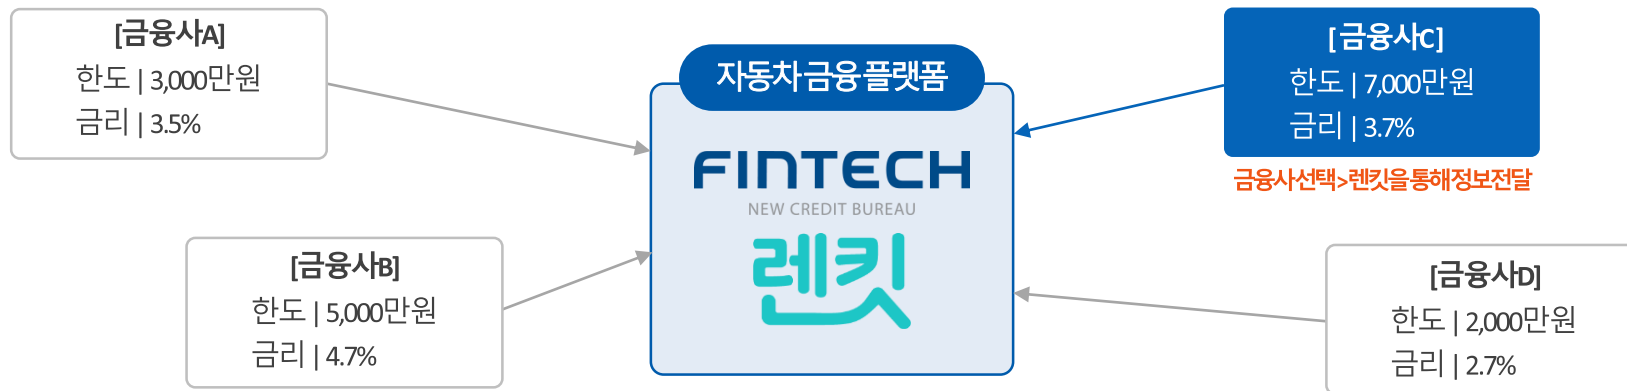 [금융사A]
한도 | 3,000만원
금리 | 3.5%
[금융사B]
한도 | 5,000만원
금리 | 4.7%
자동차 금융 플랫폼
FINTECH
NEW CREDIT BUREAU
렌킷
[금융사C]
한도 | 7,000만원
금리 | 3.7%
금융사 선택>렌킷을 통해 정보 전달
[금융사D]
한도 | 2,000만원
금리 | 2.7%